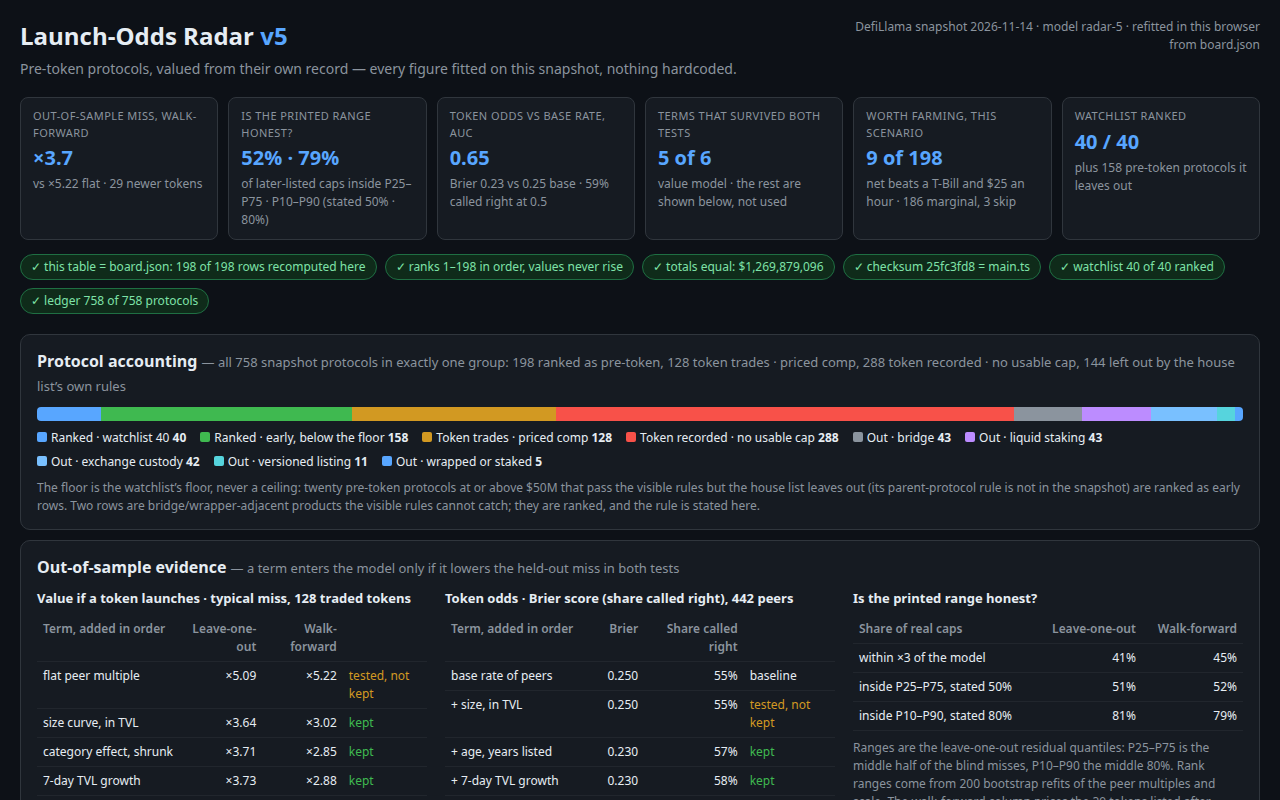 Launch-Odds Radar v5
DefiLlama snapshot 2026-11-14 · model radar-5 · refitted in this browser
from board.json
Pre-token protocols, valued from their own record — every figure fitted on this snapshot, nothing hardcoded.
OUT-OF-SAMPLE MISS, WALK-
FORWARD
×3.7
vs ×5.22 flat · 29 newer tokens
IS THE PRINTED RANGE
HONEST?
52% · 79%
of later-listed caps inside P25–
P75 · P10–P90 (stated 50% ·
80%)
TOKEN ODDS VS BASE RATE,
AUC
0.65
Brier 0.23 vs 0.25 base · 59%
called right at 0.5
TERMS THAT SURVIVED BOTH
TESTS
5 of 6
value model · the rest are
shown below, not used
WORTH FARMING, THIS
SCENARIO
9 of 198
net beats a T-Bill and $25 an
hour · 186 marginal, 3 skip
WATCHLIST RANKED
40 / 40
plus 158 pre-token protocols it
leaves out
✓ this table = board.json: 198 of 198 rows recomputed here
✓ ranks 1–198 in order, values never rise
✓ totals equal: $1,269,879,096
✓ checksum 25fc3fd8 = main.ts
✓ watchlist 40 of 40 ranked
✓ ledger 758 of 758 protocols
Protocol accounting — all 758 snapshot protocols in exactly one group: 198 ranked as pre-token, 128 token trades · priced comp, 288 token recorded · no usable cap, 144 left out by the house
list's own rules
Ranked · watchlist 40 40
Ranked · early, below the floor 158
Token trades · priced comp 128
Token recorded · no usable cap 288
Out · bridge 43
Out · liquid staking 43
Out · exchange custody 42
Out · versioned listing 11
Out · wrapped or staked 5
The floor is the watchlist's floor, never a ceiling: twenty pre-token protocols at or above $50M that pass the visible rules but the house list leaves out (its parent-protocol rule is not in the snapshot) are ranked as early
rows. Two rows are bridge/wrapper-adjacent products the visible rules cannot catch; they are ranked, and the rule is stated here.
Out-of-sample evidence — a term enters the model only if it lowers the held-out miss in both tests
Value if a token launches · typical miss, 128 traded tokens
Term, added in order Leave-one-out Walk-forward
flat peer multiple ×5.09 ×5.22 tested, not kept
size curve, in TVL ×3.64 ×3.02 kept
category effect, shrunk ×3.71 ×2.85 kept
7-day TVL growth ×3.73 ×2.88 kept
Token odds · Brier score (share called right), 442 peers
Term, added in order Brier Share called right
base rate of peers 0.250 55% baseline
+ size, in TVL 0.250 55% tested, not kept
+ age, years listed 0.230 57% kept
+ 7-day TVL growth 0.230 58% kept
Is the printed range honest?
Share of real caps Leave-one-out Walk-forward
within ×3 of the model 41% 45%
inside P25–P75, stated 50% 51% 52%
inside P10–P90, stated 80% 81% 79%
Ranges are the leave-one-out residual quantiles: P25–P75 is the
middle half of the blind misses, P10–P90 the middle 80%. Rank
ranges come from 200 bootstrap refits of the peer multiples and